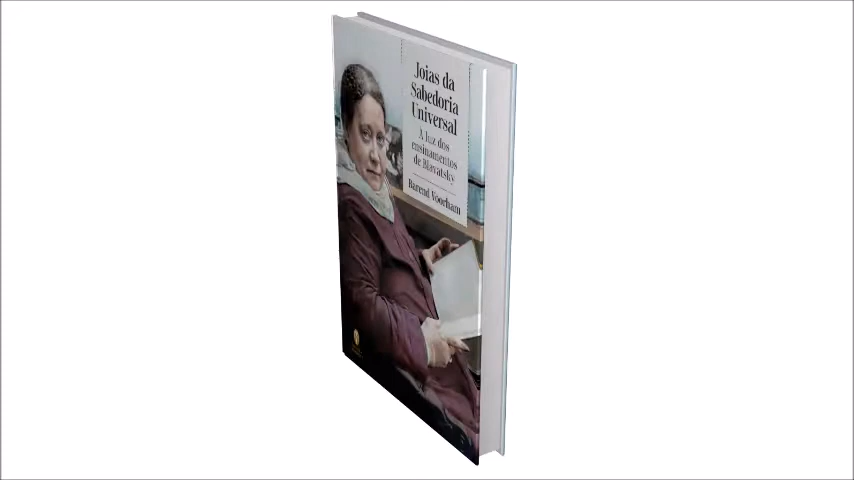 Joias da
Sabedoria
Universal
À luz dos
ensinamentos
de Blavatsky
Barend Voorham